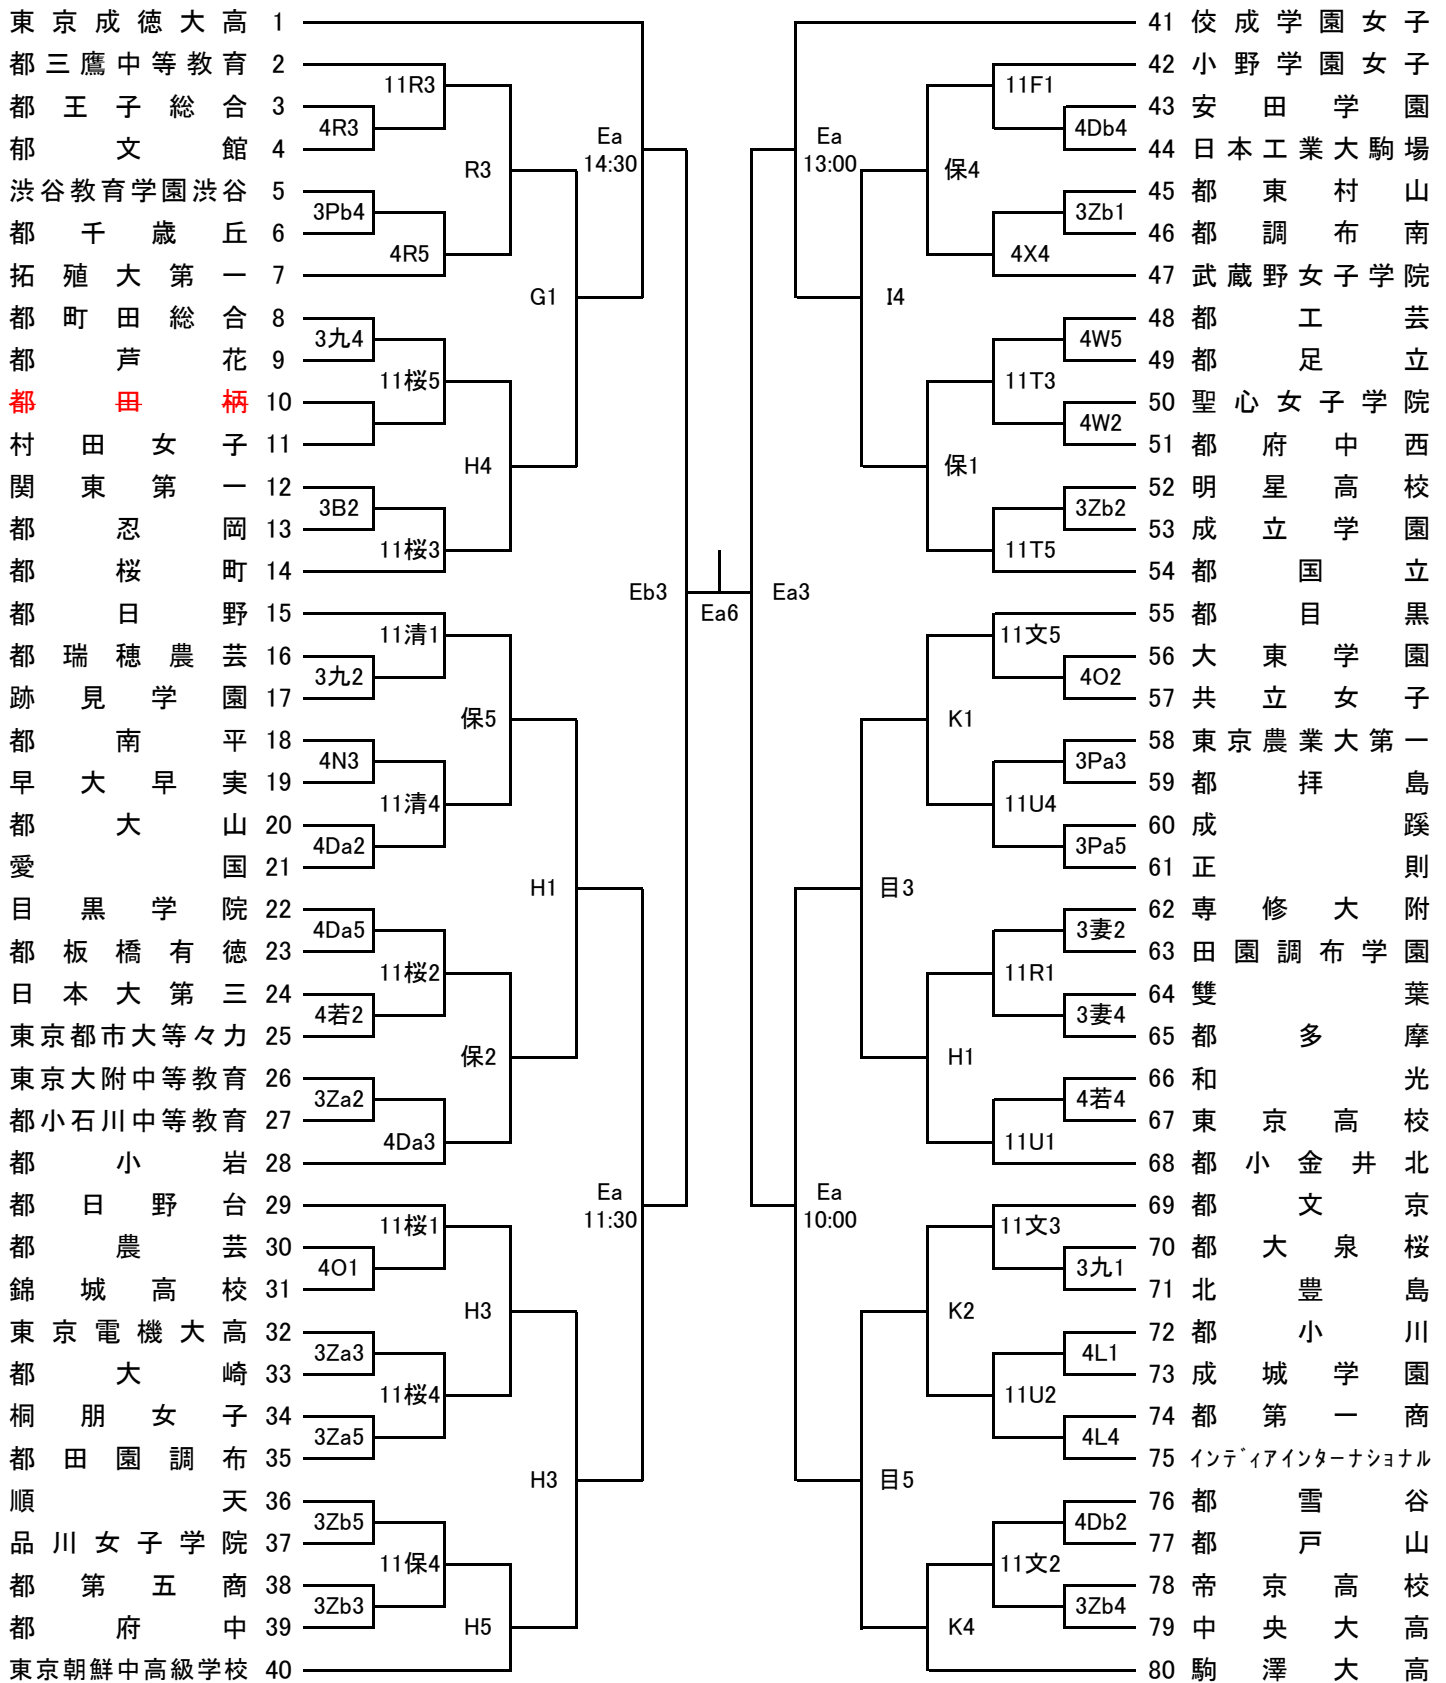 東京成徳大高 1
都三鷹中等教育 2
11R3
都王子総合 3
4R3
郁文館 4
R3
渋谷教育学園渋谷 5
3Pb4
都千歳丘 6
4R5
拓殖大第一 7
G1
Ea
14:30
都町田総合 8
3九4
都芦花 9
11桜5
都田柄 10
村田女子 11
H4
関東第一 12
3B2
都忍岡 13
11桜3
都桜町 14
Eb3
都日野 15
11清1
都瑞穂農芸 16
3九2
跡見学園 17
保5
都南平 18
4N3
早大早実 19
11清4
都大山 20
4Da2
愛国 21
H1
目黒学院 22
4Da5
都板橋有徳 23
11桜2
日本大第三 24
4若2
東京都市大等々力 25
保2
東京大附中等教育 26
3Za2
都小石川中等教育 27
4Da3
都小岩 28
Ea
11:30
都日野台 29
11桜1
都農芸 30
4O1
錦城高校 31
H3
東京電機大高 32
3Za3
都大崎 33
11桜4
桐朋女子 34
3Za5
都田園調布 35
H3
順天 36
3Zb5
品川女子学院 37
11保4
都第五商 38
3Zb3
都府中 39
H5
東京朝鮮中高級学校 40
Ea6
41 佼成学園女子
42 小野学園女子
11F1
43 安田学園
4Db4
44 日本工業大駒場
保4
45 都東村山
3Zb1
46 都調布南
4X4
47 武蔵野女子学院
I4
Ea
13:00
48 都工芸
4W5
49 都足立
11T3
50 聖心女子学院
4W2
51 都府中西
保1
52 明星高校
3Zb2
53 成立学園
11T5
54 都国立
Ea3
55 都目黒
11文5
56 大東学園
4O2
57 共立女子
K1
58 東京農業大第一
3Pa3
59 都拝島
11U4
60 成蹊
3Pa5
61 正則
目3
62 専修大附
3妻2
63 田園調布学園
11R1
64 雙葉
3妻4
65 都多摩
H1
66 和光
4若4
67 東京高校
11U1
68 都小金井北
Ea
10:00
69 都文京
11文3
70 都大泉桜
3九1
71 北豊島
K2
72 都小川
4L1
73 成城学園
11U2
74 都第一商
4L4
75 インディアインターナショナル
目5
76 都雪谷
4Db2
77 都戸山
11文2
78 帝京高校
3Zb4
79 中央大高
K4
80 駒澤大高